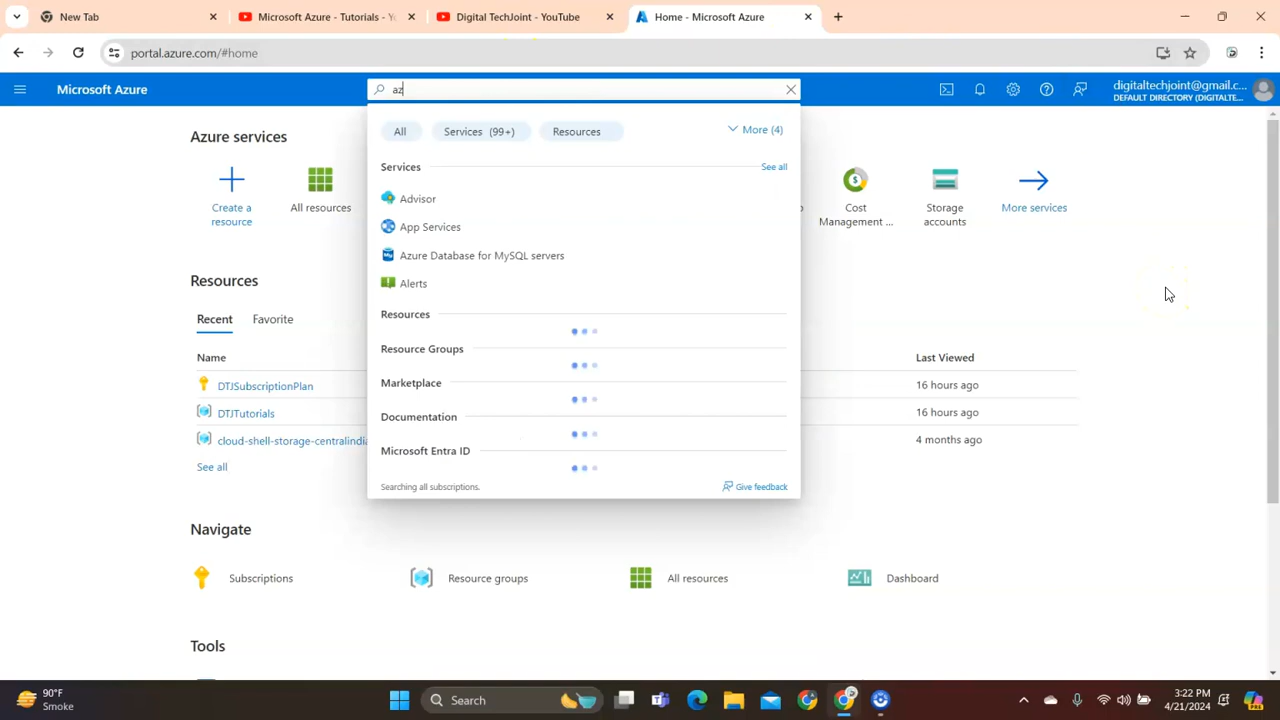 New Tab
Microsoft Azure - Tutorials - Y
Digital TechJoint - YouTube
Home - Microsoft Azure
portal.azure.com/#home
Microsoft Azure
az
digitaltechjoint@gmail.c...
DEFAULT DIRECTORY (DIGITALTE...
Azure services
All
Services (99+)
Resources
More (4)
Services
See all
Create a resource
All resources
Advisor
App Services
Azure Database for MySQL servers
Alerts
Cost Management ...
Storage accounts
More services
Resources
Recent
Favorite
Resources
Resource Groups
Name
Last Viewed
Marketplace
DTJSubscriptionPlan
16 hours ago
DTJTutorials
16 hours ago
Documentation
cloud-shell-storage-centralindia
4 months ago
Microsoft Entra ID
See all
Searching all subscriptions.
Give feedback
Navigate
Subscriptions
Resource groups
All resources
Dashboard
Tools
90°F
Smoke
Search
3:22 PM
4/21/2024